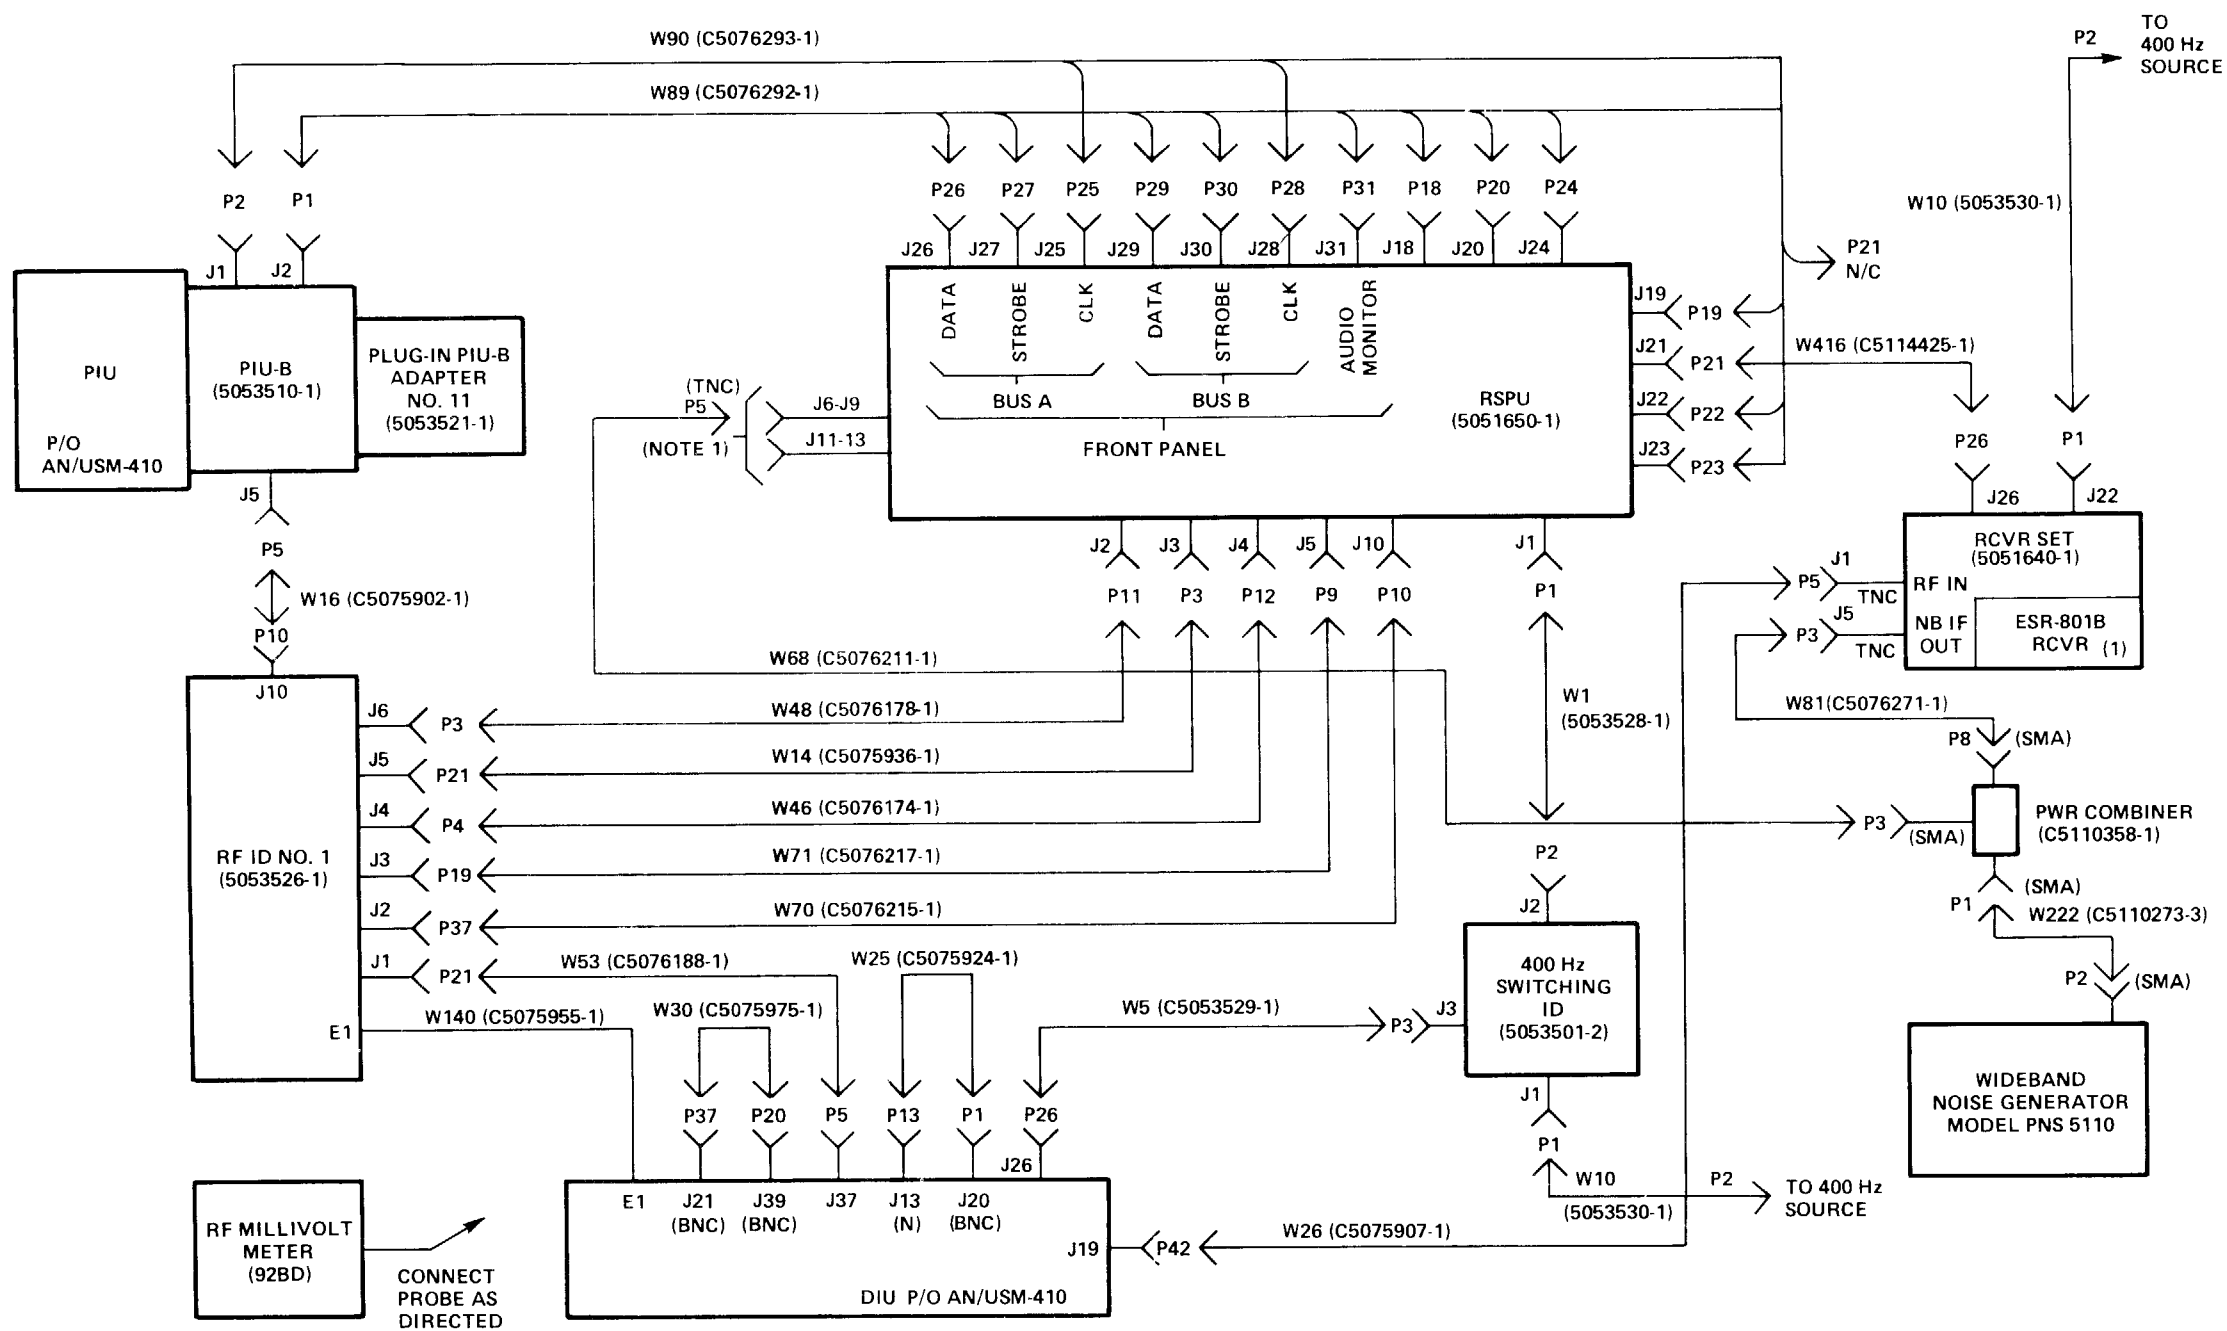 W90 (C5076293-1)
W89 (C5076292-1)
P2
TO
400 Hz
SOURCE
W10 (5053530-1)
P2
P1
P26
P27
P25
P29
P30
P28
P31
P18
P20
P24
J1
J2
J26
J27
J25
J29
J30
J28
J31
J18
J20
J24
P21
N/C
PIU
P/O
AN/USM-410
PIU-B
(5053510-1)
PLUG-IN PIU-B
ADAPTER
NO. 11
(5053521-1)
DATA
STROBE
CLK
DATA
STROBE
CLK
AUDIO
MONITOR
BUS A
BUS B
FRONT PANEL
RSPU
(5051650-1)
J19
P19
J21
P21
J22
P22
J23
P23
W416 (C5114425-1)
(TNC)
P5
(NOTE 1)
J6-J9
J11-13
P26
P1
J26
J22
J5
P5
W16 (C5075902-1)
P10
J10
J2
J3
J4
J5
J10
J1
P11
P3
P12
P9
P10
P1
RCVR SET
(5051640-1)
RF IN
NB IF
OUT
ESR-801B
RCVR (1)
P5
J1
TNC
P3
J5
TNC
W68 (C5076211-1)
W1
(5053528-1)
W81(C5076271-1)
P8
(SMA)
RF ID NO. 1
(5053526-1)
J6
P3
W48 (C5076178-1)
J5
P21
W14 (C5075936-1)
J4
P4
W46 (C5076174-1)
J3
P19
W71 (C5076217-1)
J2
P37
W70 (C5076215-1)
J1
P21
W53 (C5076188-1)
W25 (C5075924-1)
E1
W140 (C5075955-1)
W30 (C5075975-1)
P3
(SMA)
PWR COMBINER
(C5110358-1)
P1
(SMA)
W222 (C5110273-3)
P2
(SMA)
P2
J2
400 Hz
SWITCHING
ID
(5053501-2)
W5 (C5053529-1)
P3
J3
J1
P1
W10
(5053530-1)
P2
TO 400 Hz
SOURCE
WIDEBAND
NOISE GENERATOR
MODEL PNS 5110
P37
P20
P5
P13
P1
P26
J26
E1
J21
(BNC)
J39
(BNC)
J37
J13
(N)
J20
(BNC)
J19
P42
W26 (C5075907-1)
DIU P/O AN/USM-410
RF MILLIVOLT
METER
(92BD)
CONNECT
PROBE AS
DIRECTED